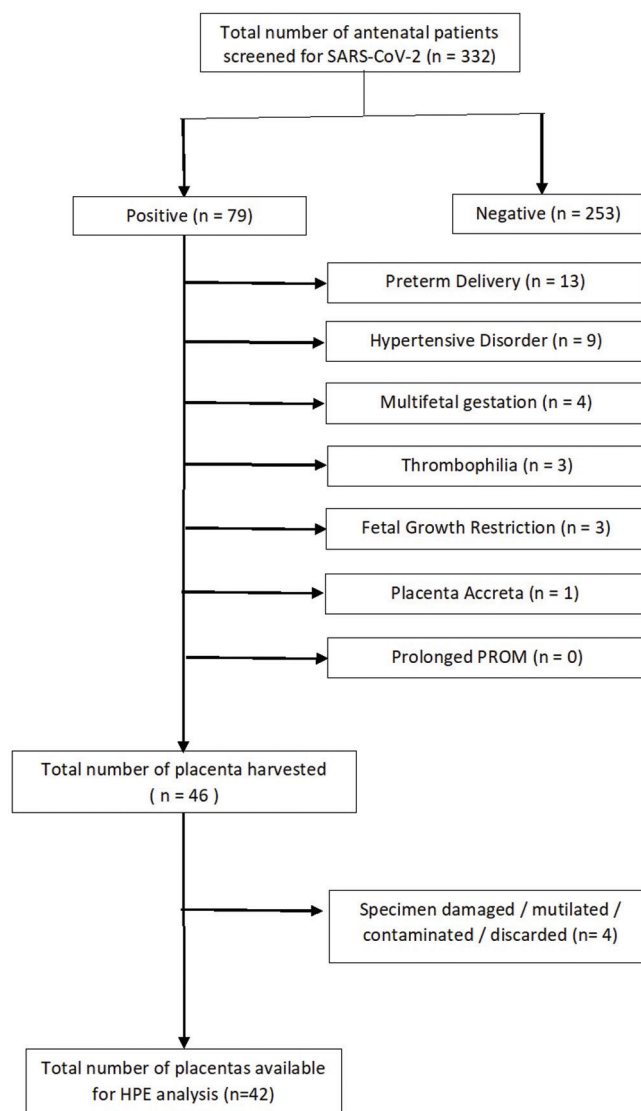 Total number of antenatal patients
screened for SARS-CoV-2 (n = 332)
Positive (n = 79)
Negative (n = 253)
Preterm Delivery (n = 13)
Hypertensive Disorder (n = 9)
Multifetal gestation (n = 4)
Thrombophilia (n = 3)
Fetal Growth Restriction (n = 3)
Placenta Accreta (n = 1)
Prolonged PROM (n = 0)
Total number of placenta harvested
( n = 46 )
Specimen damaged / mutilated /
contaminated / discarded (n= 4)
Total number of placentas available
for HPE analysis (n=42)